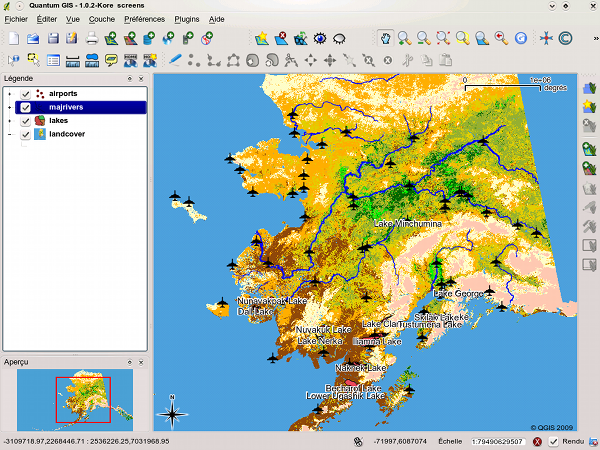 Quantum GIS - 1.0.2-Kore screens
Fichier Éditer Vue Couche Préférences Plugins Aide
Légende
airports
majrivers
lakes
landcover
0 1e+06
degrés
Lake Minchumina
Lake George
Nunavakpak Lake
Dall Lake
Skilak Lake
Lake Clark Tustumena Lake
Nuvakuk Lake
Lake Nerka Iliamna Lake
Naknek Lake
Becharof Lake
Lower Ugashik Lake
N
© QGIS 2009
Aperçu
-3109718.97,2268446.71 : 2536226.25,7031968.95 -71997,6087074 Échelle 1:79490629507 Rendu